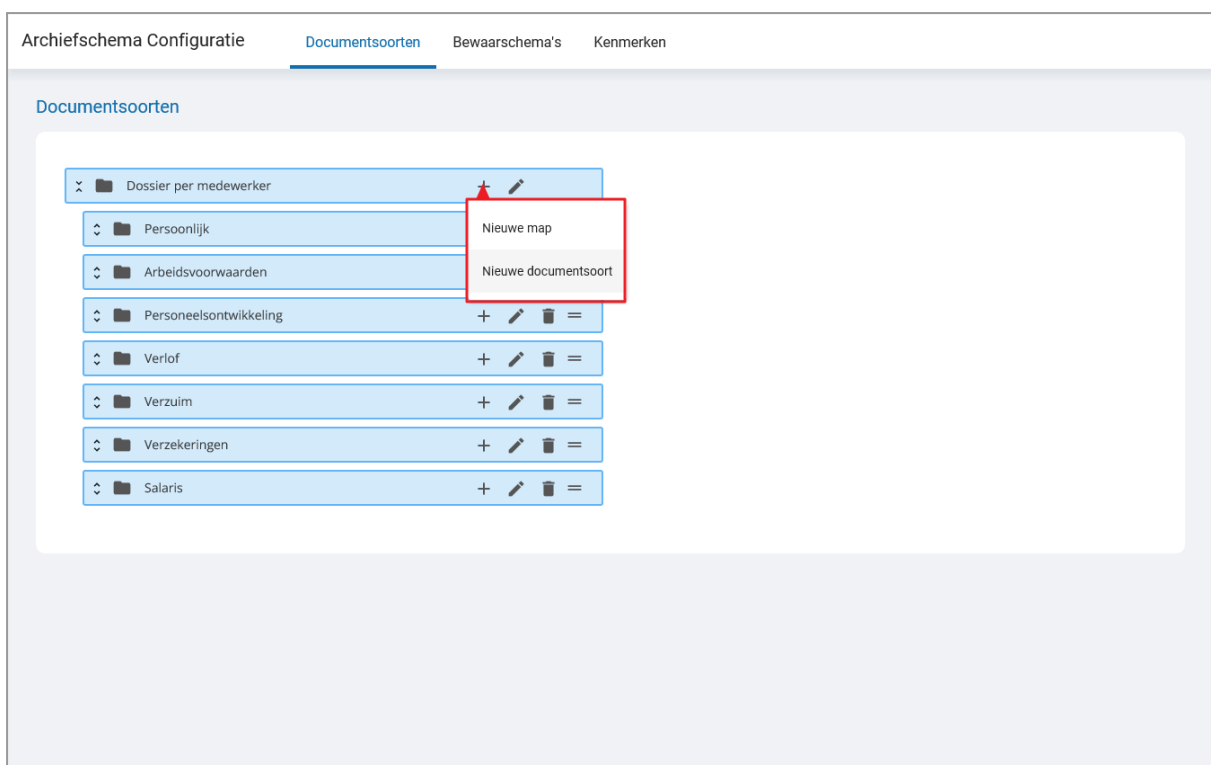 Archiefschema Configuratie Documentsoorten Bewaarschema's Kenmerken
Documentsoorten
Dossier per medewerker
Persoonlijk
Nieuwe map
Arbeidsvoorwaarden
Nieuwe documentsoort
Personeelsontwikkeling
Verlof
Verzuim
Verzekeringen
Salaris